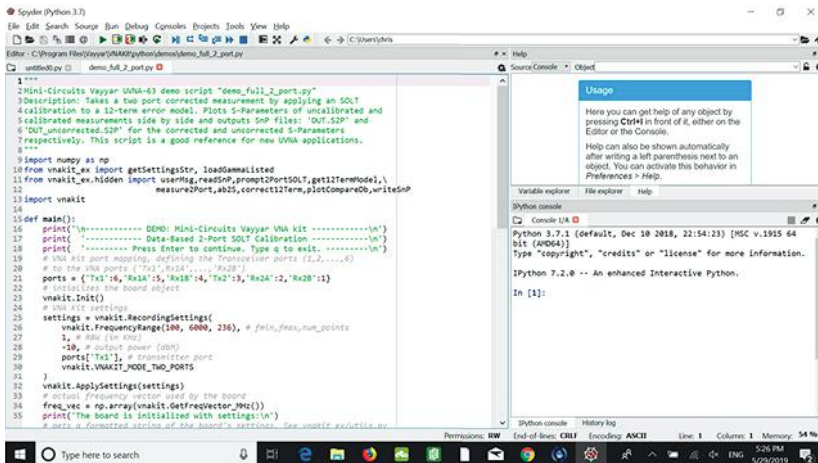 Spyder (Python 3.7)
File Edit Search Source Run Debug Consoles Projects Tools View Help
C:\Users\chris
Editor - C:\Program Files\Vayyar\VNAKit\python\demos\demo_full_2_port.py
untitled0.py demo_full_2_port.py
1 """
2 Mini-Circuits Vayyar UVNA-63 demo script "demo_full_2_port.py"
3 Description: Takes a two port corrected measurement by applying an SOLT
4 calibration to a 12-term error model. Plots S-Parameters of uncalibrated and
5 calibrated measurements side by side and outputs SnP files: 'DUT.S2P' and
6 'DUT_uncorrected.S2P' for the corrected and uncorrected S-Parameters
7 respectively. This script is a good reference for new UVNA applications.
8 """
9 import numpy as np
10 from vnakit_ex import getSettingsStr, loadGammaListed
11 from vnakit_ex.hidden import userMsg,readSnP,prompt2PortSOLT,get12TermModel,\
12 measure2Port,ab2S,correct12Term,plotCompareDb,writeSnP
13 import vnakit
14
15 def main():
16 print('\n----------- DEMO: Mini-Circuits Vayyar VNA kit -----------\n')
17 print( '----------- Data-Based 2-Port SOLT Calibration -----------\n')
18 print( '--------- Press Enter to continue. Type q to exit. ---------\n')
19 # VNA kit port mapping, defining the Transceiver ports (1,2,...,6)
20 # to the VNA ports ('Tx1',Rx1A',...,'Rx2B')
21 ports = {'Tx1':6,'Rx1A':5,'Rx1B':4,'Tx2':3,'Rx2A':2,'Rx2B':1}
22 # intializes the board object
23 vnakit.Init()
24 # VNA Kit settings
25 settings = vnakit.RecordingSettings(
26 vnakit.FrequencyRange(100, 6000, 236), # fmin,fmax,num_points
27 1, # RBW (in KHz)
28 -10, # output power (dbM)
29 ports['Tx1'], # transmitter port
30 vnakit.VNAKIT_MODE_TWO_PORTS
31 )
32 vnakit.ApplySettings(settings)
33 # actual frequency vector used by the board
34 freq_vec = np.array(vnakit.GetFreqVector_MHz())
35 print('The board is initialized with settings:\n')
# gets a formatted string of the board's settings. See vnakit_ex/utils.py
Help
Source Console Object
Usage
Here you can get help of any object by
pressing Ctrl+I in front of it, either on the
Editor or the Console.
Help can also be shown automatically
after writing a left parenthesis next to an
object. You can activate this behavior in
Preferences > Help.
Variable explorer File explorer Help
IPython console
Console 1/A
Python 3.7.1 (default, Dec 10 2018, 22:54:23) [MSC v.1915 64
bit (AMD64)]
Type "copyright", "credits" or "license" for more information.
IPython 7.2.0 -- An enhanced Interactive Python.
In [1]:
IPython console History log
Permissions: RW End-of-lines: CRLF Encoding: ASCII Line: 1 Column: 1 Memory: 54 %
Type here to search
ENG
5:26 PM
5/29/2019